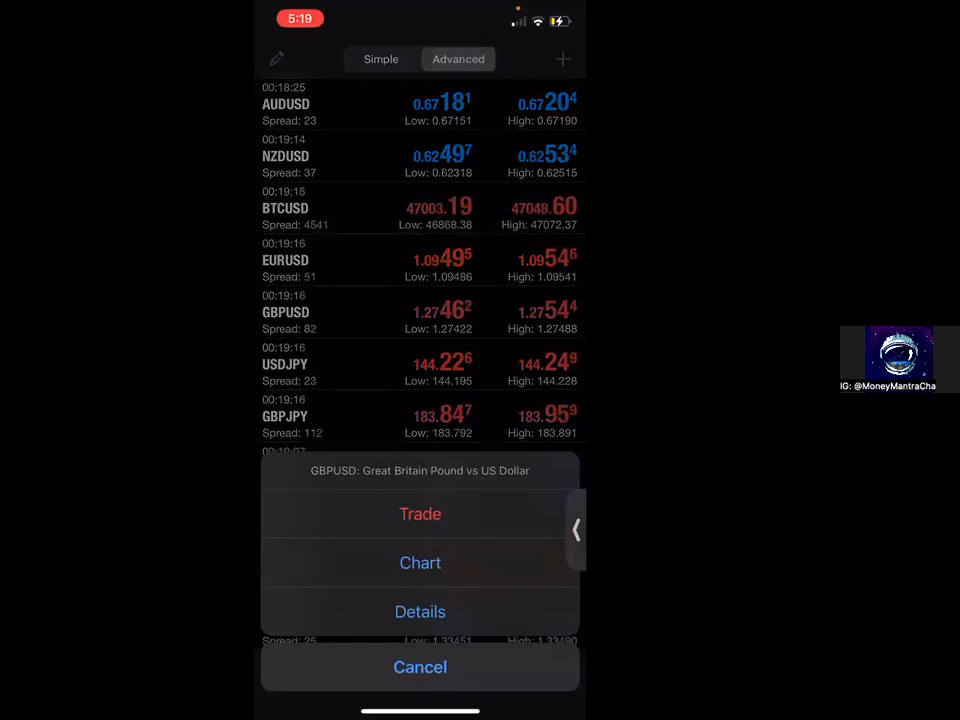 5:19
Simple
Advanced
00:18:25
AUDUSD 0.67181 0.67204
Spread: 23 Low: 0.67151 High: 0.67190
00:19:14
NZDUSD 0.62497 0.62534
Spread: 37 Low: 0.62318 High: 0.62515
00:19:16
BTCUSD 47003.19 47048.60
Spread: 4541 Low: 46868.38 High: 47072.37
00:19:16
EURUSD 1.09495 1.09546
Spread: 51 Low: 1.09486 High: 1.09541
00:19:16
GBPUSD 1.27462 1.27544
Spread: 82 Low: 1.27422 High: 1.27488
00:19:16
USDJPY 144.226 144.249
Spread: 23 Low: 144.195 High: 144.228
00:19:16
GBPJPY 183.847 183.959
Spread: 112 Low: 183.792 High: 183.891
GBPUSD: Great Britain Pound vs US Dollar
Trade
Chart
Details
Spread: 25 Low: 1.33451 High: 1.33490
Cancel
IG: @MoneyMantraCha